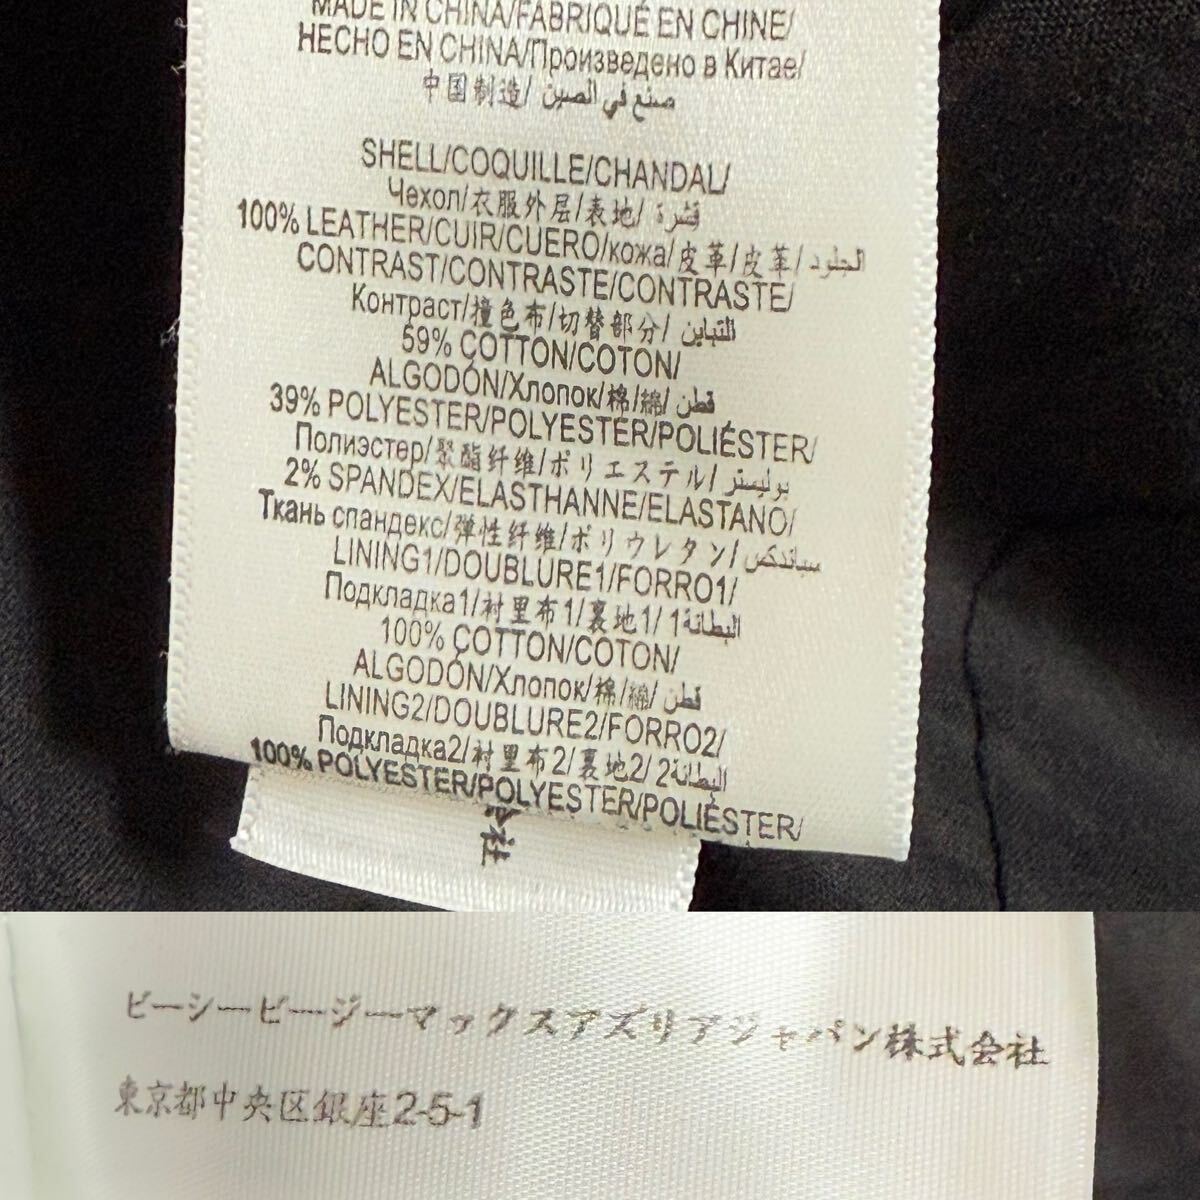 MADE IN CHINA/FABRIQUÉ EN CHINE/
HECHO EN CHINA/Произведено в Китае/
中国制造/ صنع في الصين
SHELL/COQUILLE/CHANDAL/
Чехол/衣服外层/表地/ قشرة
100% LEATHER/CUIR/CUERO/кожа/皮革/皮革/ الجلود
CONTRAST/CONTRASTE/CONTRASTE/
Контраст/撞色布/切替部分/ التباين
59% COTTON/COTON/
ALGODÓN/Хлопок/棉/綿/ قطن
39% POLYESTER/POLYESTER/POLIÉSTER/
Полиэстер/聚酯纤维/ポリエステル/ بوليستر
2% SPANDEX/ELASTHANNE/ELASTANO/
Ткань спандекс/弹性纤维/ポリウレタン/ سباندكس
LINING1/DOUBLURE1/FORRO1/
Подкладка1/衬里布1/裏地1/ البطانة1
100% COTTON/COTON/
ALGODÓN/Хлопок/棉/綿/ قطن
LINING2/DOUBLURE2/FORRO2/
Подкладка2/衬里布2/裏地2/ البطانة2
100% POLYESTER/POLYESTER/POLIÉSTER/
社
ビーシービージーマックスアズリアジャパン株式会社
東京都中央区銀座2-5-1